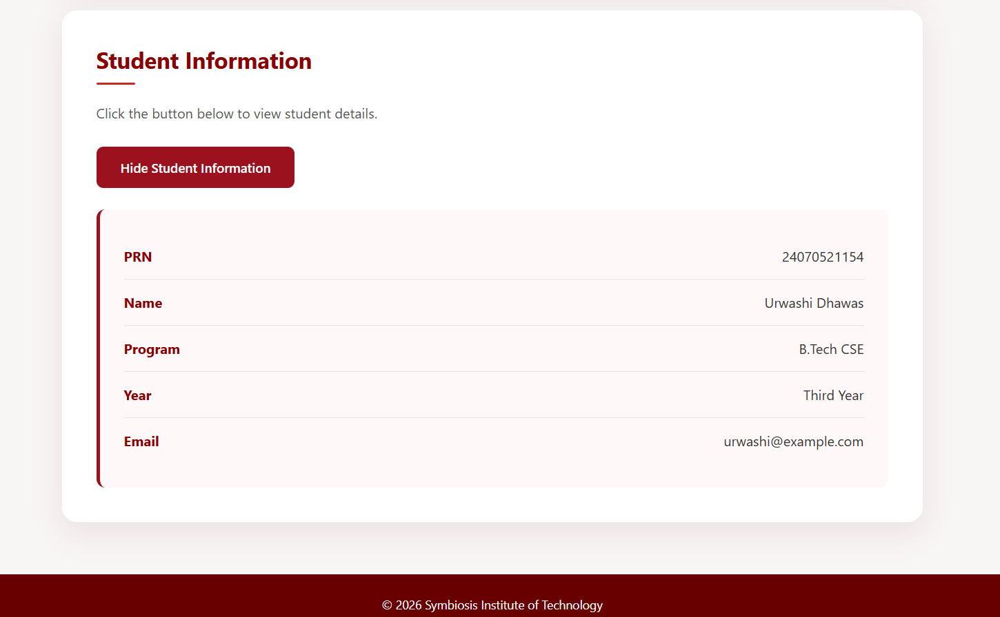 Student Information
Click the button below to view student details.
Hide Student Information
PRN 24070521154
Name Urwashi Dhawas
Program B.Tech CSE
Year Third Year
Email urwashi@example.com
© 2026 Symbiosis Institute of Technology